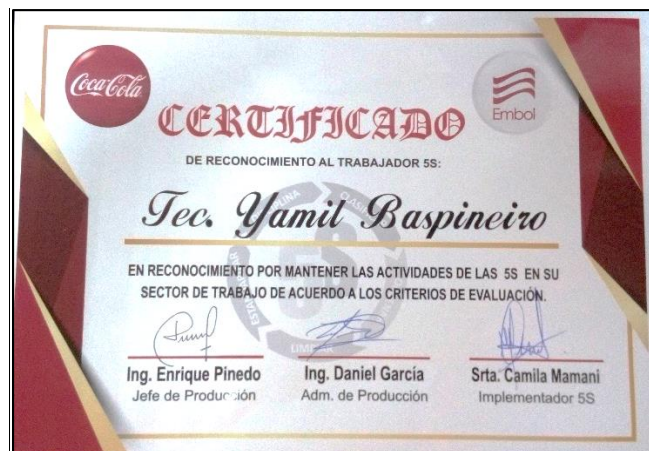 Coca-Cola
Embol
CERTIFICADO
DE RECONOCIMIENTO AL TRABAJADOR 5S:
Tec. Yamil Baspineiro
EN RECONOCIMIENTO POR MANTENER LAS ACTIVIDADES DE LAS 5S EN SU
SECTOR DE TRABAJO DE ACUERDO A LOS CRITERIOS DE EVALUACIÓN.
5S
Ing. Enrique Pinedo
Jefe de Producción
Ing. Daniel García
Adm. de Producción
Srta. Camila Mamani
Implementador 5S